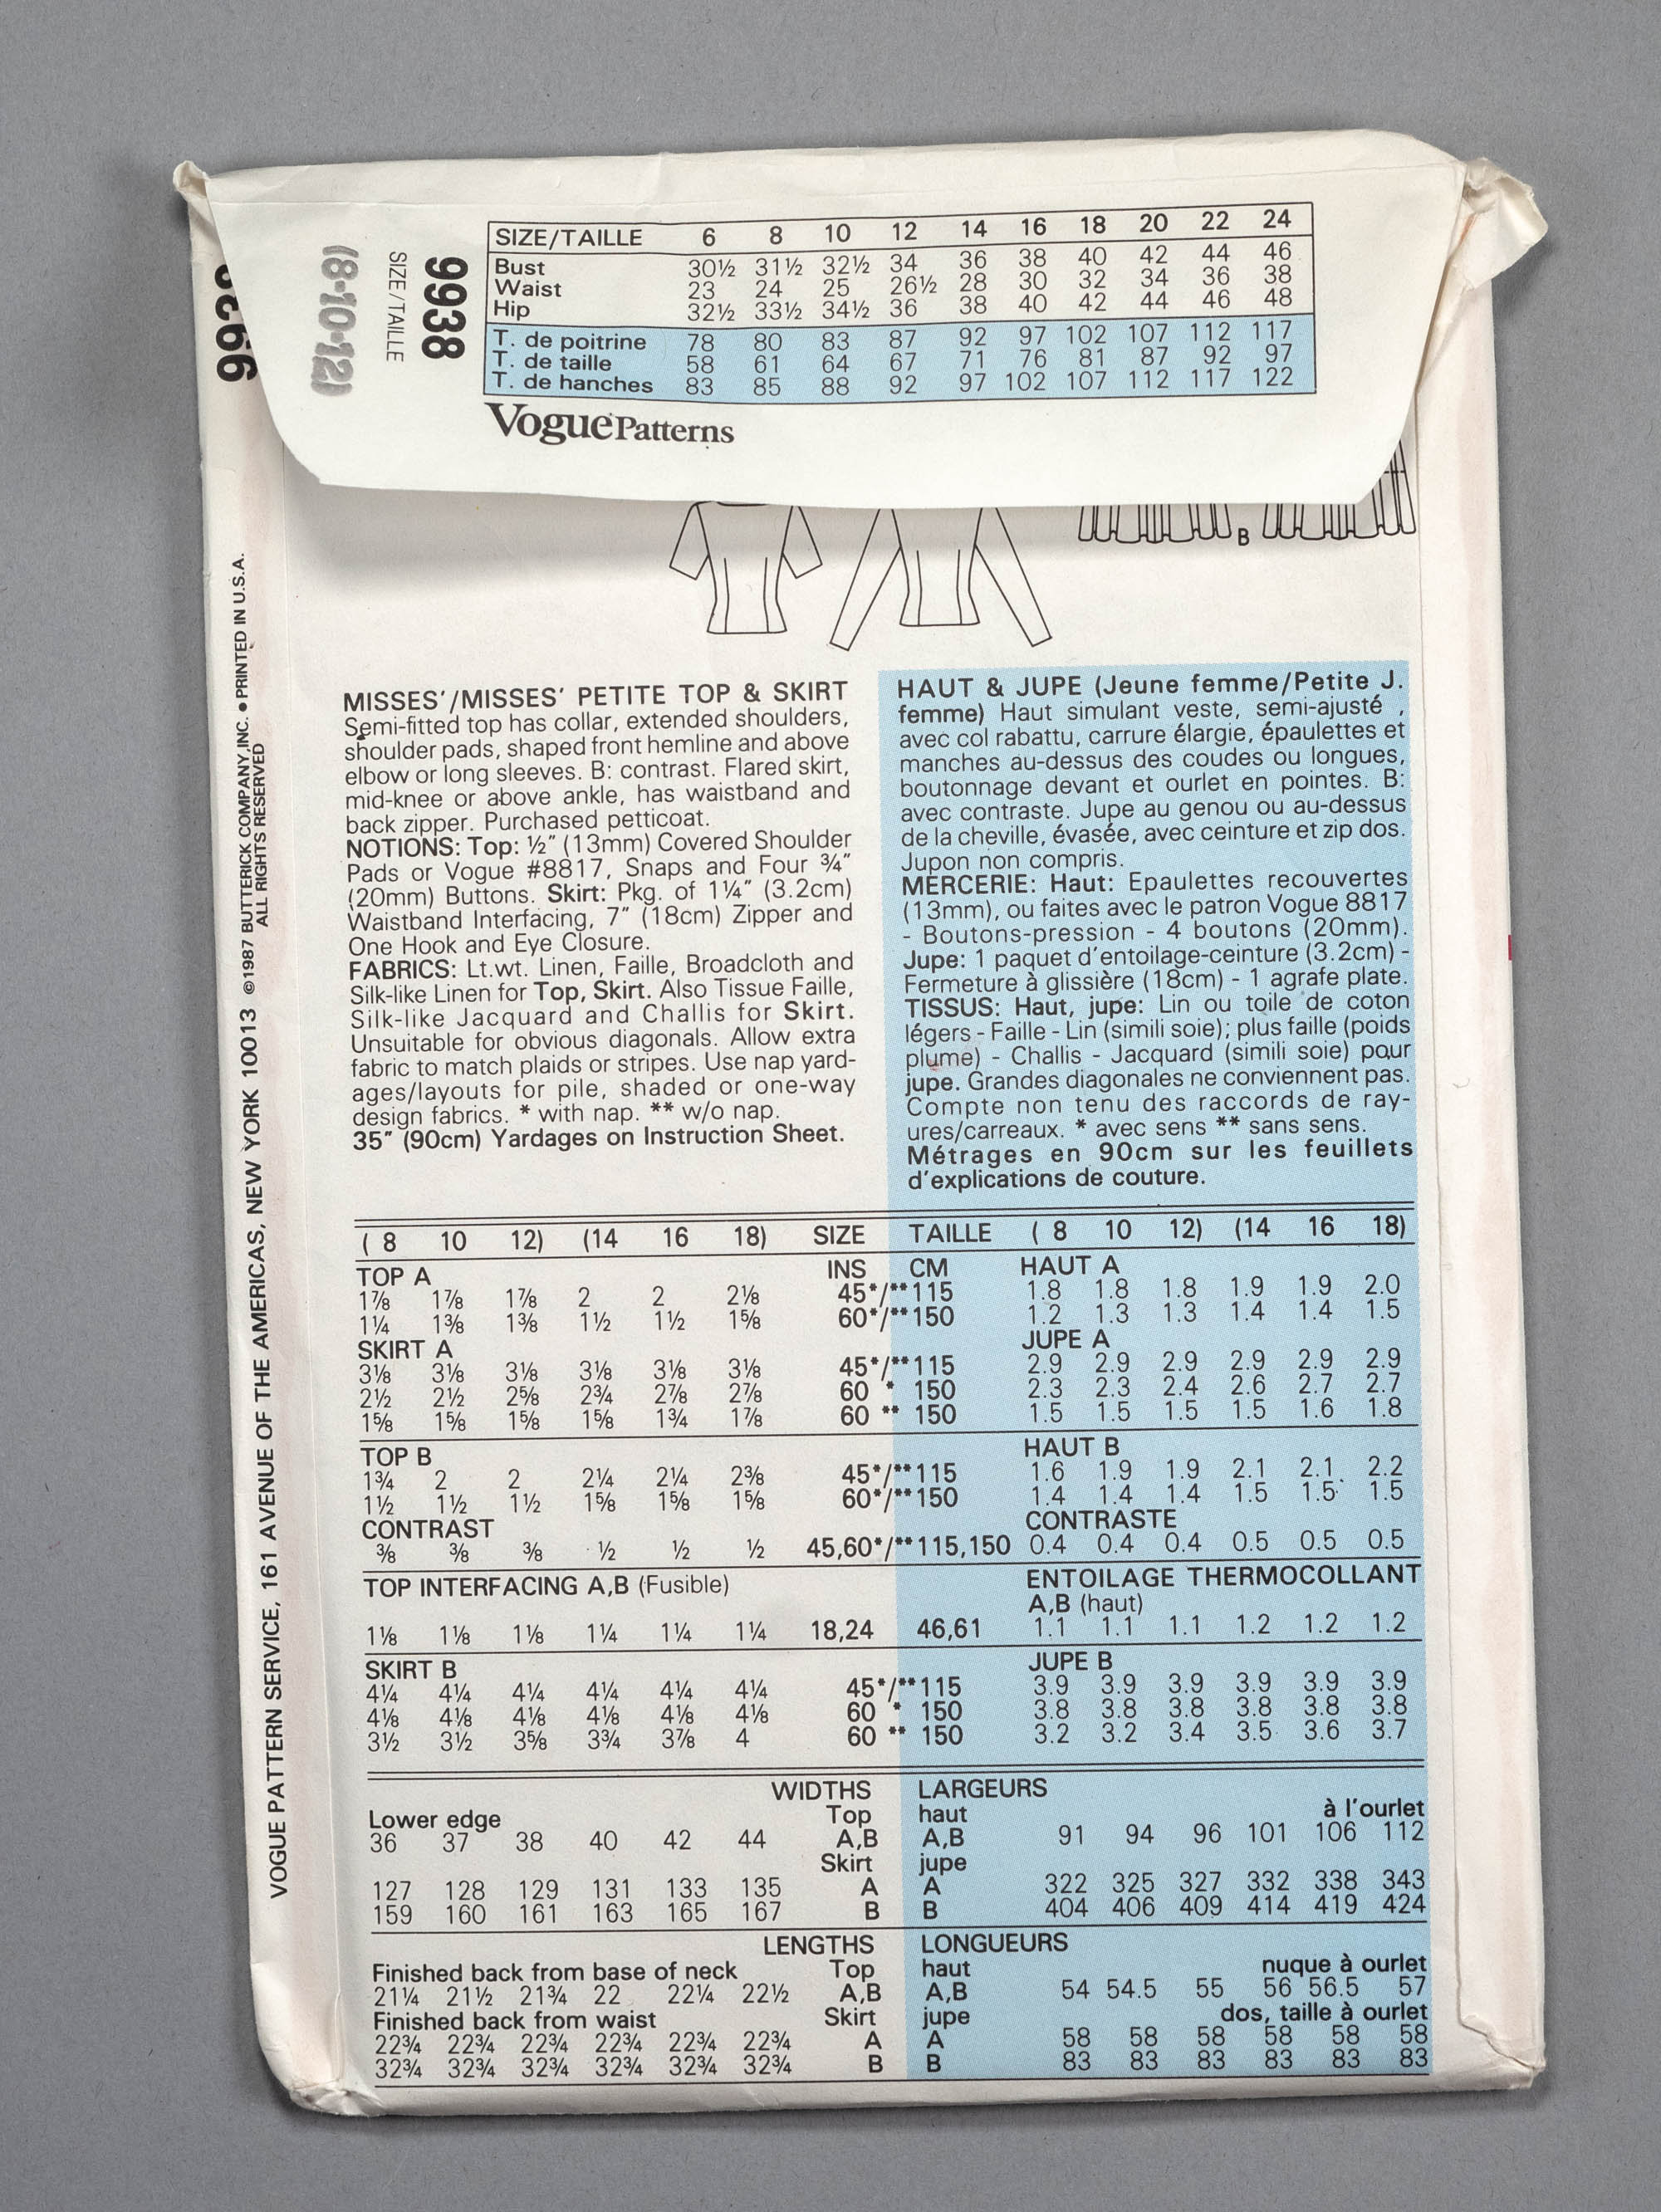 SIZE/TAILLE 6 8 10 12 14 16 18 20 22 24
Bust 30½ 31½ 32½ 34 36 38 40 42 44 46
Waist 23 24 25 26½ 28 30 32 34 36 38
Hip 32½ 33½ 34½ 36 38 40 42 44 46 48
T. de poitrine 78 80 83 87 92 97 102 107 112 117
T. de taille 58 61 64 67 71 76 81 87 92 97
T. de hanches 83 85 88 92 97 102 107 112 117 122
Vogue Patterns
9938
SIZE/TAILLE
(8-10-12)
9938
B
MISSES'/MISSES' PETITE TOP & SKIRT
Semi-fitted top has collar, extended shoulders,
shoulder pads, shaped front hemline and above
elbow or long sleeves. B: contrast. Flared skirt,
mid-knee or above ankle, has waistband and
back zipper. Purchased petticoat.
NOTIONS: Top: ½" (13mm) Covered Shoulder
Pads or Vogue #8817, Snaps and Four ¾"
(20mm) Buttons. Skirt: Pkg. of 1¼" (3.2cm)
Waistband Interfacing, 7" (18cm) Zipper and
One Hook and Eye Closure.
FABRICS: Lt.wt. Linen, Faille, Broadcloth and
Silk-like Linen for Top, Skirt. Also Tissue Faille,
Silk-like Jacquard and Challis for Skirt.
Unsuitable for obvious diagonals. Allow extra
fabric to match plaids or stripes. Use nap yard-
ages/layouts for pile, shaded or one-way
design fabrics. * with nap. ** w/o nap.
35" (90cm) Yardages on Instruction Sheet.
HAUT & JUPE (Jeune femme/Petite J.
femme) Haut simulant veste, semi-ajusté ,
avec col rabattu, carrure élargie, épaulettes et
manches au-dessus des coudes ou longues,
boutonnage devant et ourlet en pointes. B:
avec contraste. Jupe au genou ou au-dessus
de la cheville, évasée, avec ceinture et zip dos.
Jupon non compris.
MERCERIE: Haut: Epaulettes recouvertes
(13mm), ou faites avec le patron Vogue 8817
- Boutons-pression - 4 boutons (20mm).
Jupe: 1 paquet d'entoilage-ceinture (3.2cm) -
Fermeture à glissière (18cm) - 1 agrafe plate.
TISSUS: Haut, jupe: Lin ou toile de coton
légers - Faille - Lin (simili soie); plus faille (poids
plume) - Challis - Jacquard (simili soie) pour
jupe. Grandes diagonales ne conviennent pas.
Compte non tenu des raccords de ray-
ures/carreaux. * avec sens ** sans sens.
Métrages en 90cm sur les feuillets
d'explications de couture.
( 8 10 12) (14 16 18) SIZE TAILLE ( 8 10 12) (14 16 18)
TOP A INS CM HAUT A
1⅞ 1⅞ 1⅞ 2 2 2⅛ 45*/**115 1.8 1.8 1.8 1.9 1.9 2.0
1¼ 1⅜ 1⅜ 1½ 1½ 1⅝ 60*/**150 1.2 1.3 1.3 1.4 1.4 1.5
SKIRT A JUPE A
3⅛ 3⅛ 3⅛ 3⅛ 3⅛ 3⅛ 45*/**115 2.9 2.9 2.9 2.9 2.9 2.9
2½ 2½ 2⅝ 2¾ 2⅞ 2⅞ 60 * 150 2.3 2.3 2.4 2.6 2.7 2.7
1⅝ 1⅝ 1⅝ 1⅝ 1¾ 1⅞ 60 ** 150 1.5 1.5 1.5 1.5 1.6 1.8
TOP B HAUT B
1¾ 2 2 2¼ 2¼ 2⅜ 45*/**115 1.6 1.9 1.9 2.1 2.1 2.2
1½ 1½ 1½ 1⅝ 1⅝ 1⅝ 60*/**150 1.4 1.4 1.4 1.5 1.5 1.5
CONTRAST CONTRASTE
⅜ ⅜ ⅜ ½ ½ ½ 45,60*/**115,150 0.4 0.4 0.4 0.5 0.5 0.5
TOP INTERFACING A,B (Fusible) ENTOILAGE THERMOCOLLANT
A,B (haut)
1⅛ 1⅛ 1⅛ 1¼ 1¼ 1¼ 18,24 46,61 1.1 1.1 1.1 1.2 1.2 1.2
SKIRT B JUPE B
4¼ 4¼ 4¼ 4¼ 4¼ 4¼ 45*/**115 3.9 3.9 3.9 3.9 3.9 3.9
4⅛ 4⅛ 4⅛ 4⅛ 4⅛ 4⅛ 60 * 150 3.8 3.8 3.8 3.8 3.8 3.8
3½ 3½ 3⅝ 3¾ 3⅞ 4 60 ** 150 3.2 3.2 3.4 3.5 3.6 3.7
WIDTHS LARGEURS
Lower edge Top haut à l'ourlet
36 37 38 40 42 44 A,B A,B 91 94 96 101 106 112
Skirt jupe
127 128 129 131 133 135 A A 322 325 327 332 338 343
159 160 161 163 165 167 B B 404 406 409 414 419 424
LENGTHS LONGUEURS
Finished back from base of neck Top haut nuque à ourlet
21¼ 21½ 21¾ 22 22¼ 22½ A,B A,B 54 54.5 55 56 56.5 57
Finished back from waist Skirt jupe dos, taille à ourlet
22¾ 22¾ 22¾ 22¾ 22¾ 22¾ A A 58 58 58 58 58 58
32¾ 32¾ 32¾ 32¾ 32¾ 32¾ B B 83 83 83 83 83 83
VOGUE PATTERN SERVICE, 161 AVENUE OF THE AMERICAS, NEW YORK 10013 ©1987 BUTTERICK COMPANY, INC. • PRINTED IN U.S.A.
ALL RIGHTS RESERVED